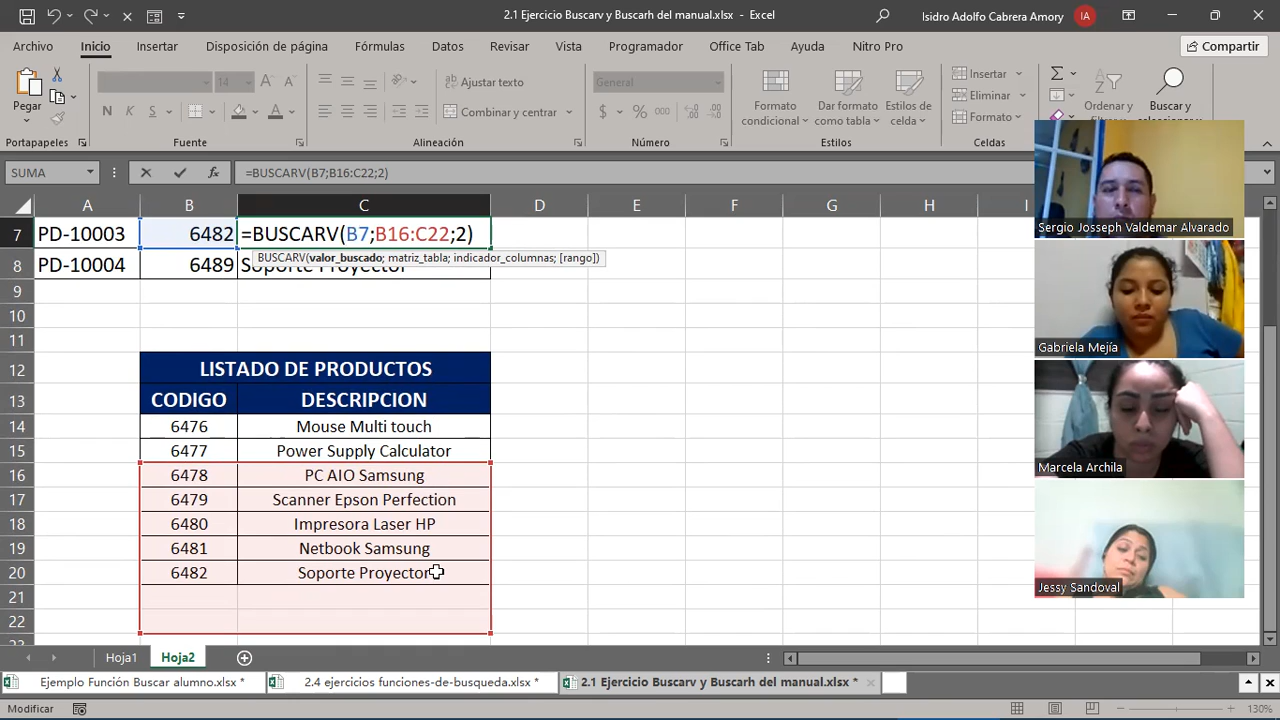 2.1 Ejercicio Buscarv y Buscarh del manual.xlsx - Excel
Isidro Adolfo Cabrera Amory
IA
Archivo Inicio Insertar Disposición de página Fórmulas Datos Revisar Vista Programador Office Tab Ayuda Nitro Pro Compartir
Pegar
Portapapeles
14
N K S
Fuente
Ajustar texto
Combinar y centrar
Alineación
General
$ % 000
Número
Formato condicional
Dar formato como tabla
Estilos de celda
Estilos
Insertar
Eliminar
Formato
Celdas
Ordenar y
Buscar y
SUMA
=BUSCARV(B7;B16:C22;2)
A B C D E F G H I
7 PD-10003 6482 =BUSCARV(B7;B16:C22;2)
BUSCARV(valor_buscado; matriz_tabla; indicador_columnas; [rango])
8 PD-10004 6489 Soporte Proyector
9
10
11
12 LISTADO DE PRODUCTOS
13 CODIGO DESCRIPCION
14 6476 Mouse Multi touch
15 6477 Power Supply Calculator
16 6478 PC AIO Samsung
17 6479 Scanner Epson Perfection
18 6480 Impresora Laser HP
19 6481 Netbook Samsung
20 6482 Soporte Proyector
21
22
Sergio Josseph Valdemar Alvarado
Gabriela Mejía
Marcela Archila
Jessy Sandoval
Hoja1 Hoja2
Ejemplo Función Buscar alumno.xlsx *
2.4 ejercicios funciones-de-busqueda.xlsx *
2.1 Ejercicio Buscarv y Buscarh del manual.xlsx *
Modificar
130%